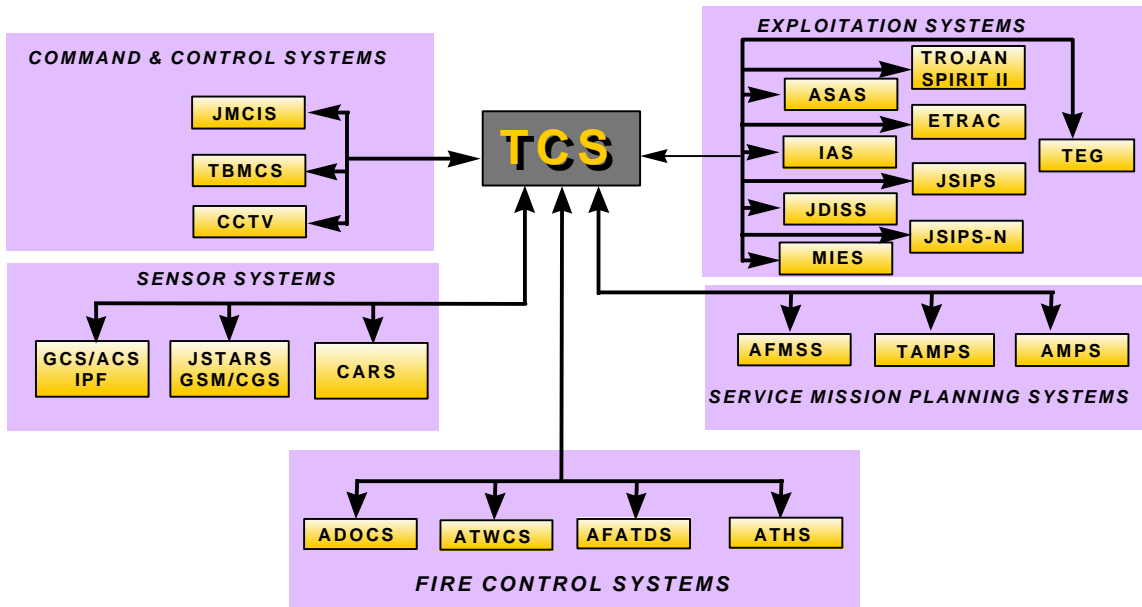 COMMAND & CONTROL SYSTEMS
JMCIS
TBMCS
CCTV
TCS
EXPLOITATION SYSTEMS
TROJAN
SPIRIT II
ASAS
ETRAC
IAS
TEG
JSIPS
JDISS
JSIPS-N
MIES
SENSOR SYSTEMS
GCS/ACS
IPF
JSTARS
GSM/CGS
CARS
AFMSS
TAMPS
AMPS
SERVICE MISSION PLANNING SYSTEMS
ADOCS
ATWCS
AFATDS
ATHS
FIRE CONTROL SYSTEMS